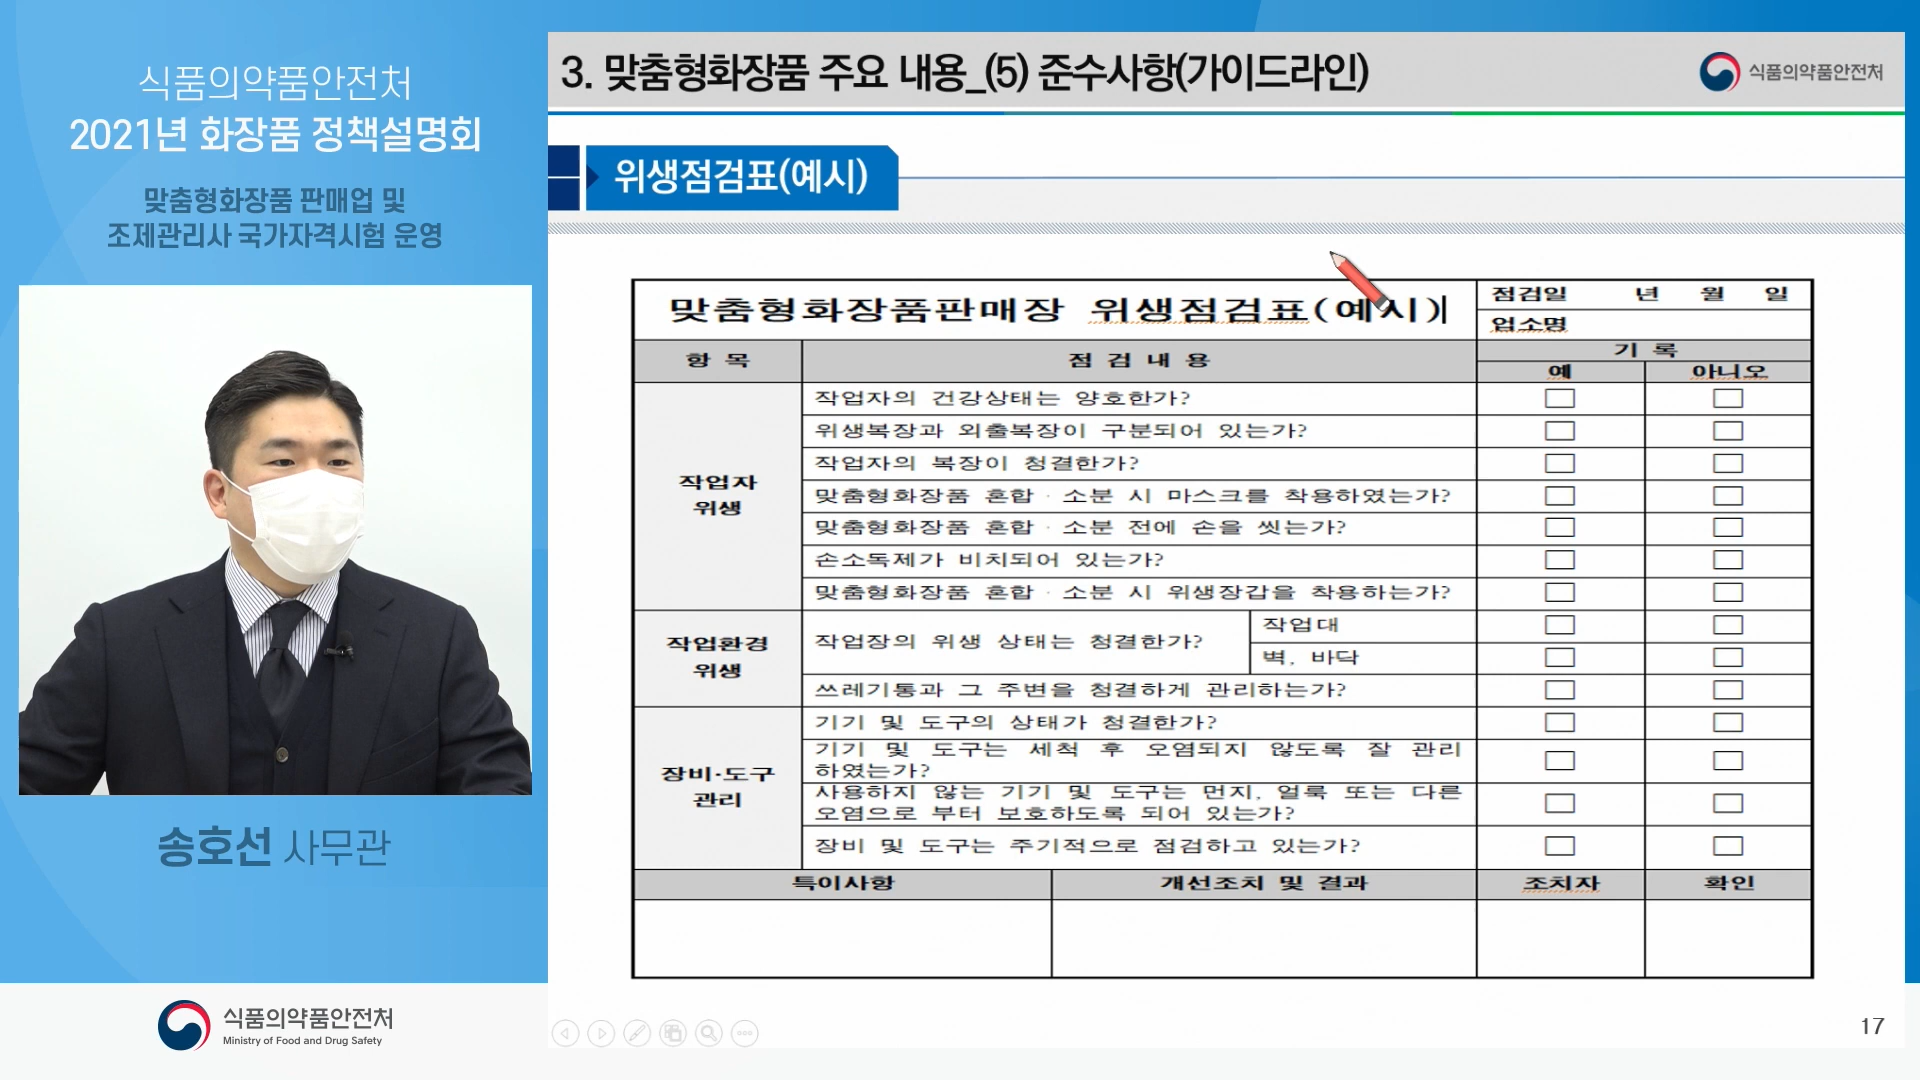 식품의약품안전처
2021년 화장품 정책설명회
맞춤형화장품 판매업 및
조제관리사 국가자격시험 운영
송호선 사무관
식품의약품안전처
Ministry of Food and Drug Safety
3. 맞춤형화장품 주요 내용_(5) 준수사항(가이드라인)
식품의약품안전처
위생점검표(예시)
맞춤형화장품판매장 위생점검표(예시)
점검일 년 월 일
업소명
항 목
점 검 내 용
기 록
예
아니오
작업자
위생
작업자의 건강상태는 양호한가?
위생복장과 외출복장이 구분되어 있는가?
작업자의 복장이 청결한가?
맞춤형화장품 혼합·소분 시 마스크를 착용하였는가?
맞춤형화장품 혼합·소분 전에 손을 씻는가?
손소독제가 비치되어 있는가?
맞춤형화장품 혼합·소분 시 위생장갑을 착용하는가?
작업환경
위생
작업장의 위생 상태는 청결한가?
작업대
벽, 바닥
쓰레기통과 그 주변을 청결하게 관리하는가?
장비·도구
관리
기기 및 도구의 상태가 청결한가?
기기 및 도구는 세척 후 오염되지 않도록 잘 관리
하였는가?
사용하지 않는 기기 및 도구는 먼지, 얼룩 또는 다른
오염으로 부터 보호하도록 되어 있는가?
장비 및 도구는 주기적으로 점검하고 있는가?
특이사항
개선조치 및 결과
조치자
확인
17